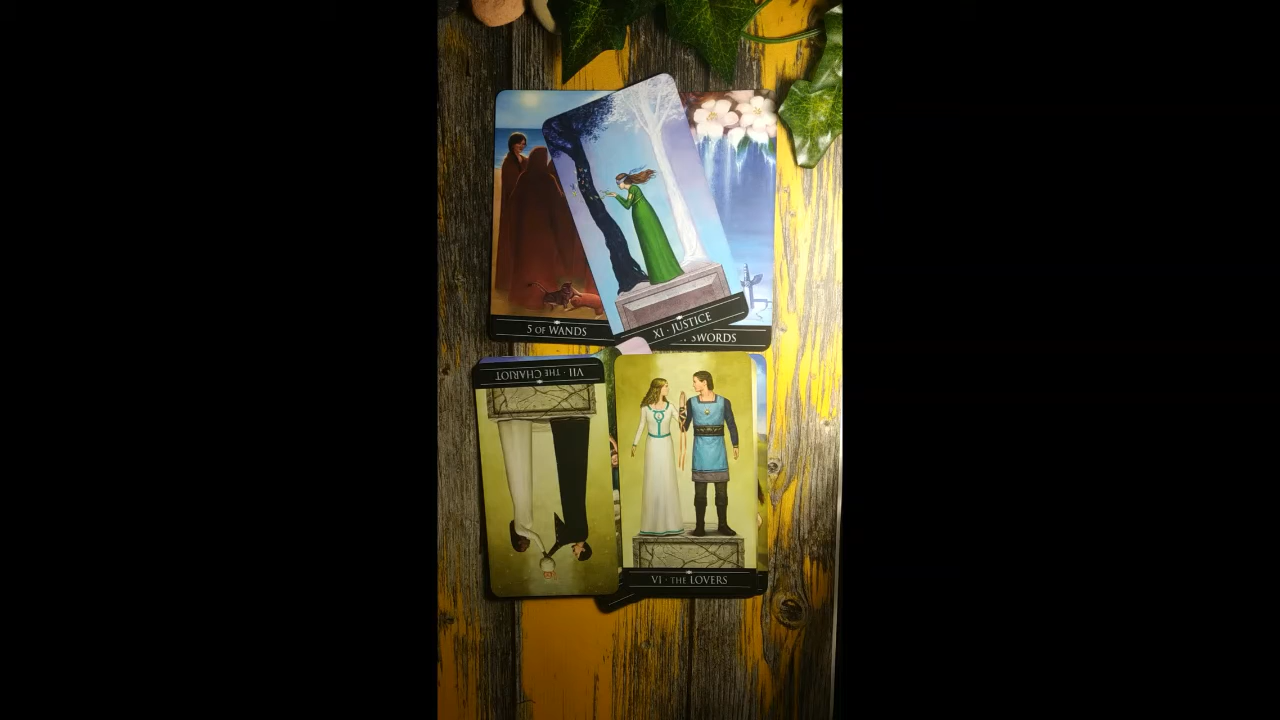 5 OF WANDS
XI · JUSTICE
SWORDS
VII · THE CHARIOT
VI · THE LOVERS